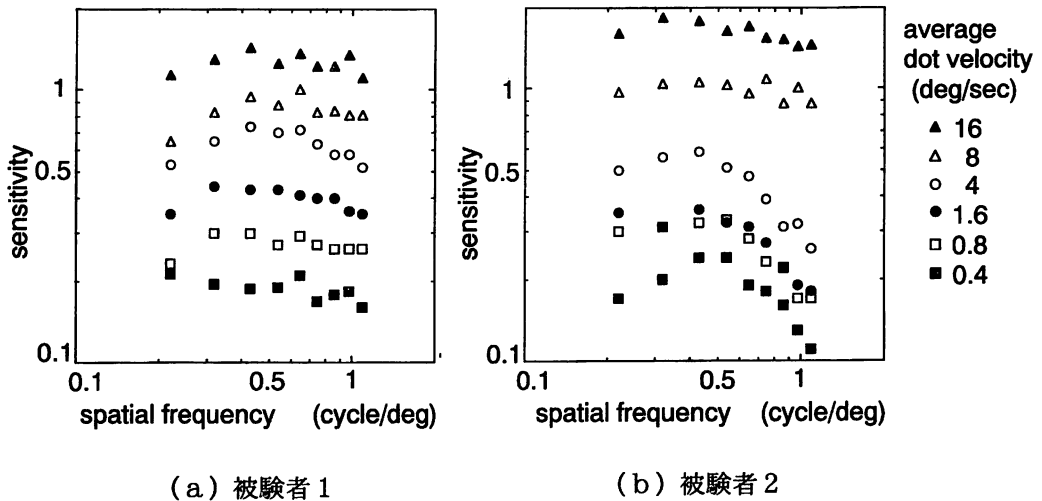 1
0.5
0.1
sensitivity
0.1
0.5
1
spatial frequency (cycle/deg)
(a) 被験者1
1
0.5
0.1
sensitivity
0.1
0.5
1
spatial frequency (cycle/deg)
(b) 被験者2
average
dot velocity
(deg/sec)
16
8
4
1.6
0.8
0.4